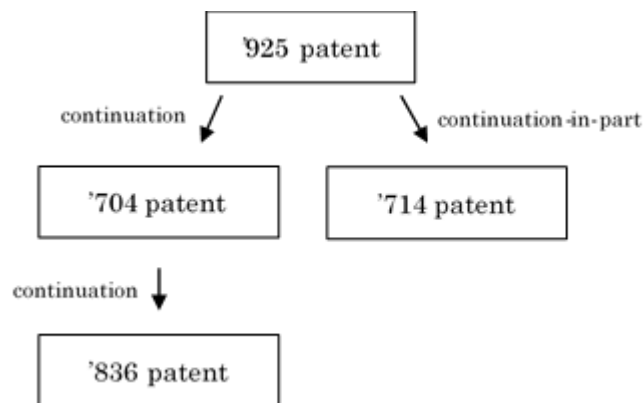 '925 patent
continuation
continuation-in-part
'704 patent
'714 patent
continuation
'836 patent